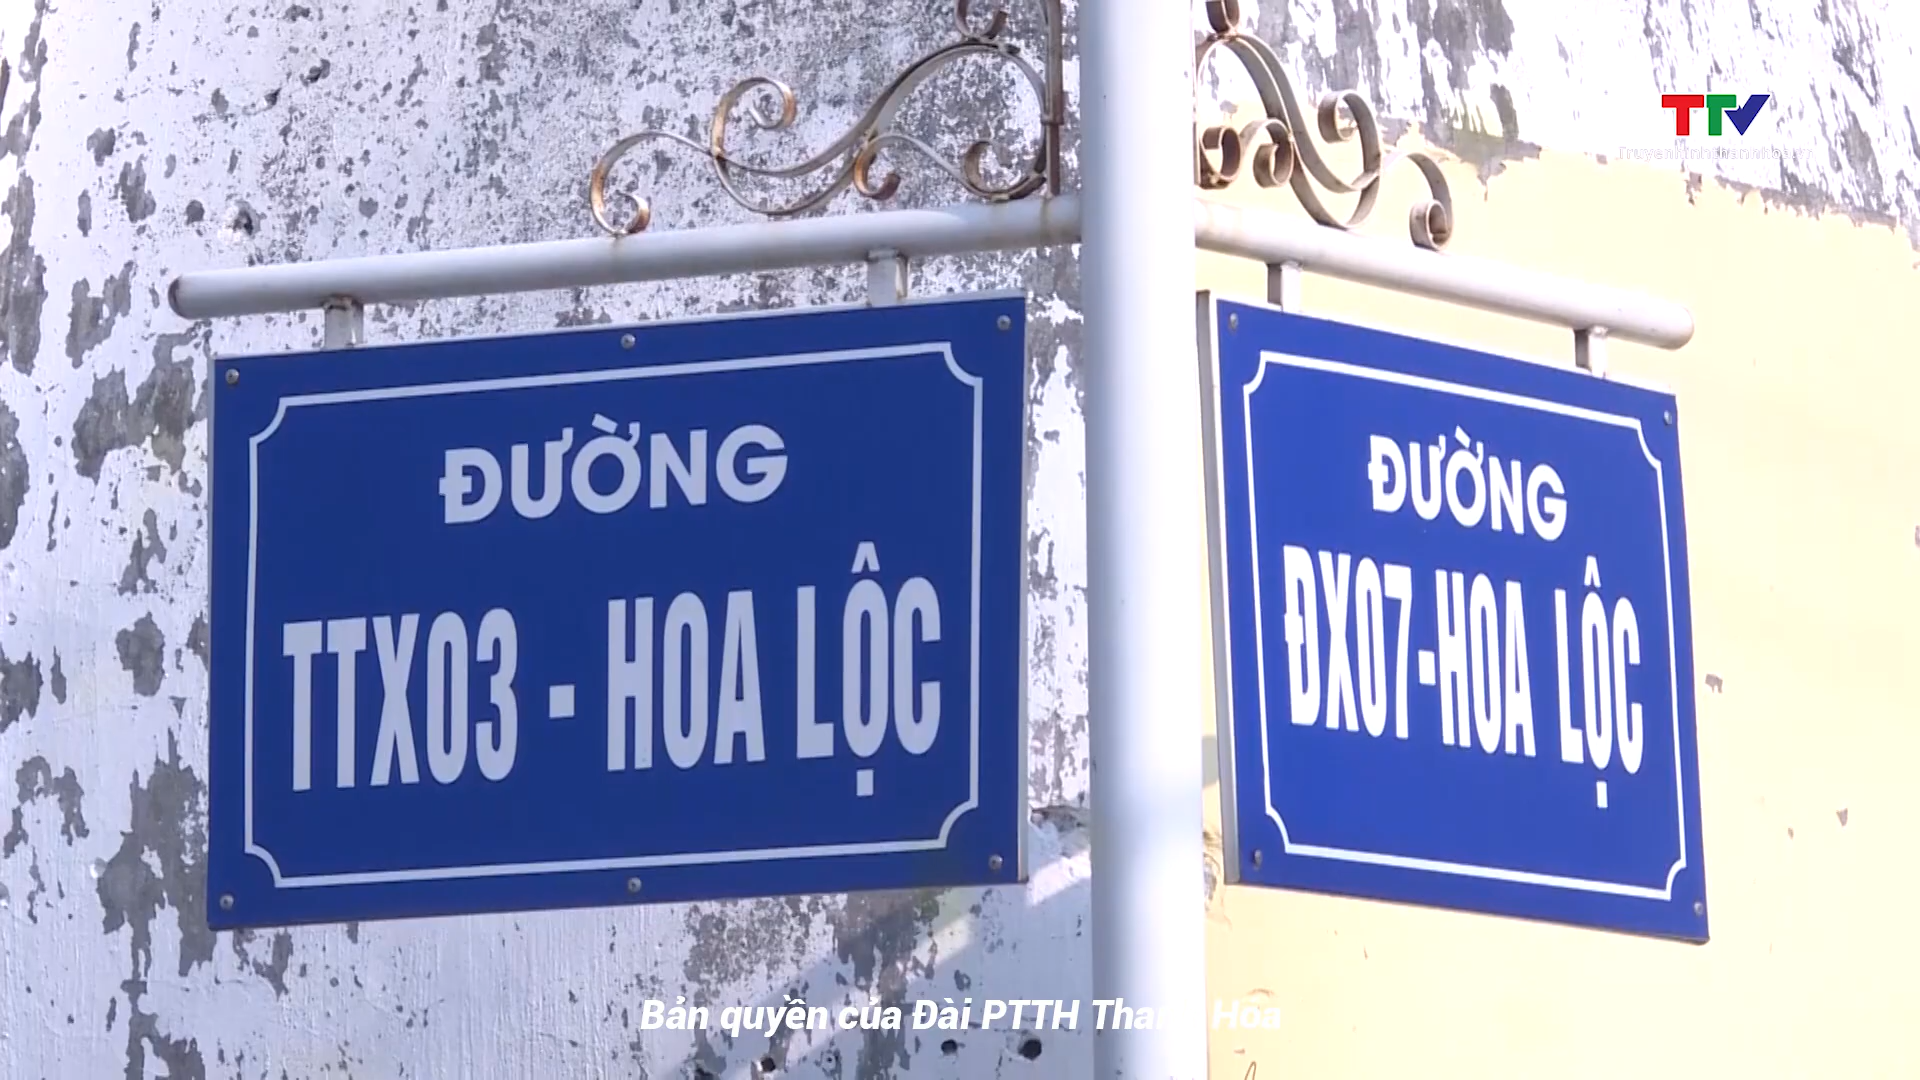 TTV
ĐƯỜNG
TTX03 - HOA LỘC
ĐƯỜNG
ĐX07-HOA LỘC
Bản quyền của Đài PTTH Thanh Hóa